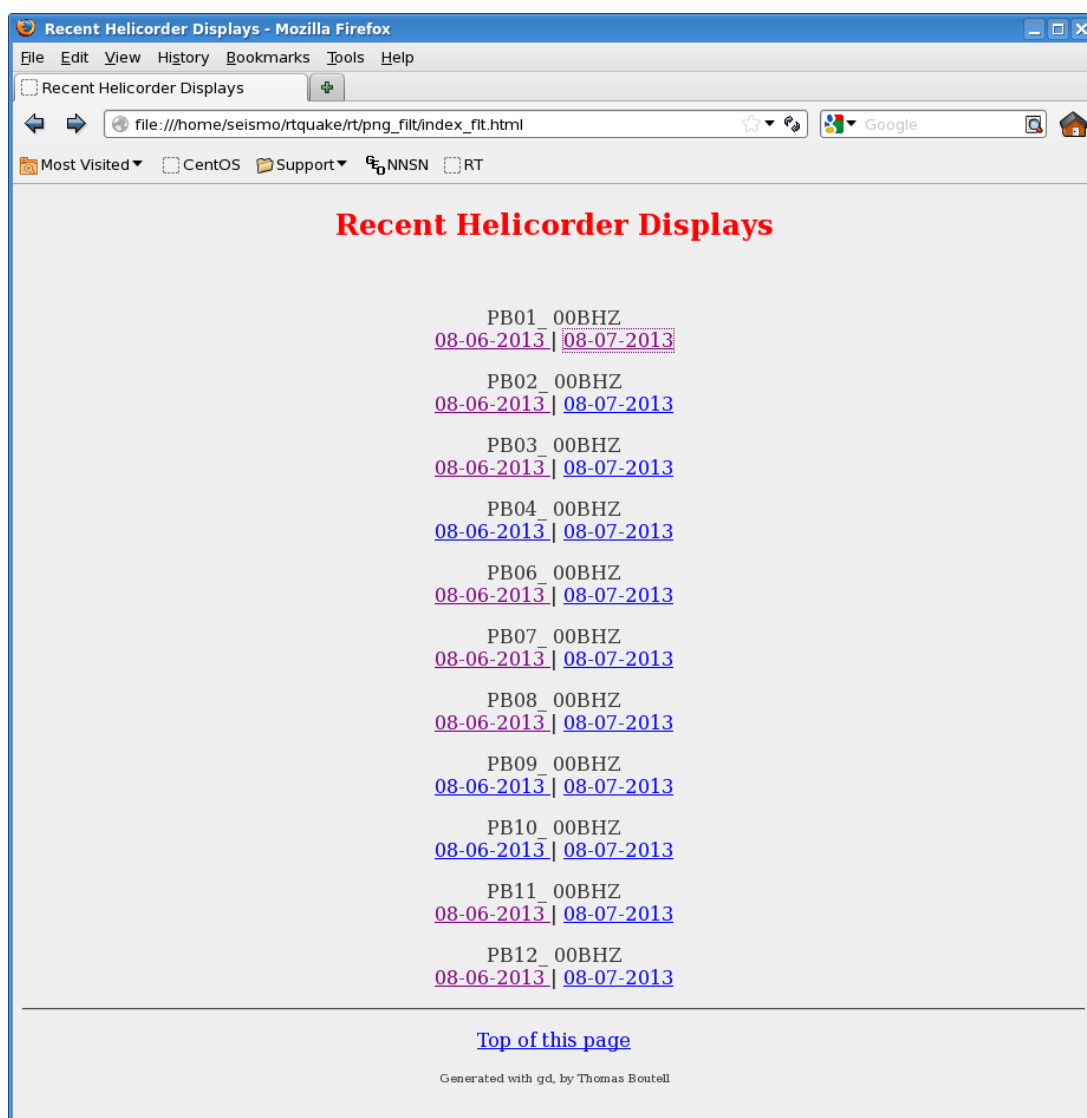 Recent Helicorder Displays - Mozilla Firefox
File Edit View History Bookmarks Tools Help
Recent Helicorder Displays
file:///home/seismo/rtquake/rt/png_filt/index_flt.html Google
Most Visited CentOS Support GEO NNSN RT
Recent Helicorder Displays
PB01_ 00BHZ
08-06-2013 | 08-07-2013
PB02_ 00BHZ
08-06-2013 | 08-07-2013
PB03_ 00BHZ
08-06-2013 | 08-07-2013
PB04_ 00BHZ
08-06-2013 | 08-07-2013
PB06_ 00BHZ
08-06-2013 | 08-07-2013
PB07_ 00BHZ
08-06-2013 | 08-07-2013
PB08_ 00BHZ
08-06-2013 | 08-07-2013
PB09_ 00BHZ
08-06-2013 | 08-07-2013
PB10_ 00BHZ
08-06-2013 | 08-07-2013
PB11_ 00BHZ
08-06-2013 | 08-07-2013
PB12_ 00BHZ
08-06-2013 | 08-07-2013
Top of this page
Generated with gd, by Thomas Boutell